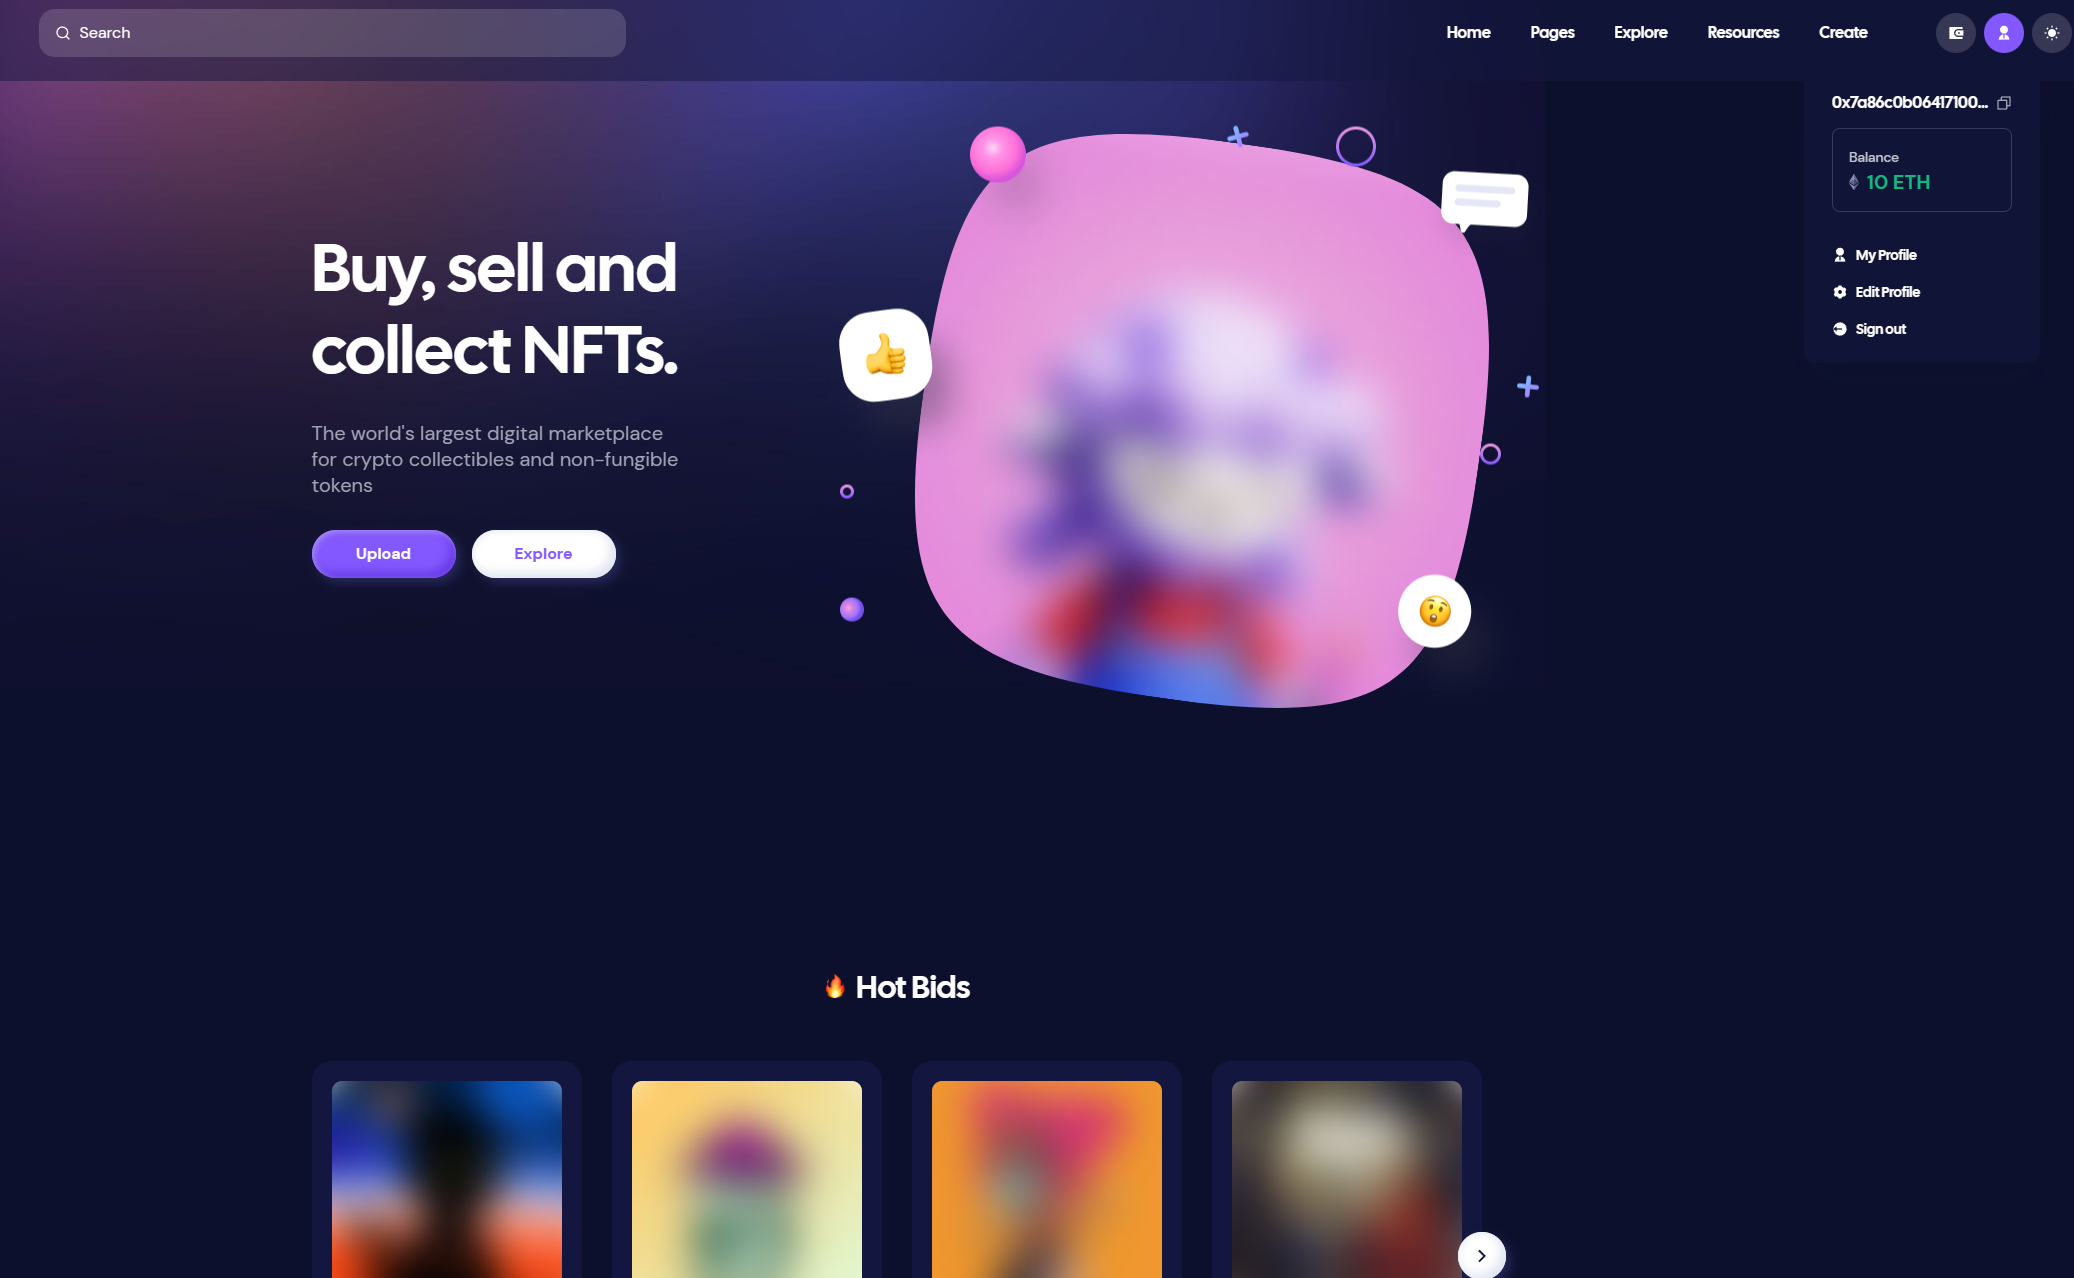 Search
Home
Pages
Explore
Resources
Create
0x7a86c0b06417100...
Balance
10 ETH
My Profile
Edit Profile
Sign out
Buy, sell and
collect NFTs.
The world's largest digital marketplace
for crypto collectibles and non-fungible
tokens
Upload
Explore
Hot Bids